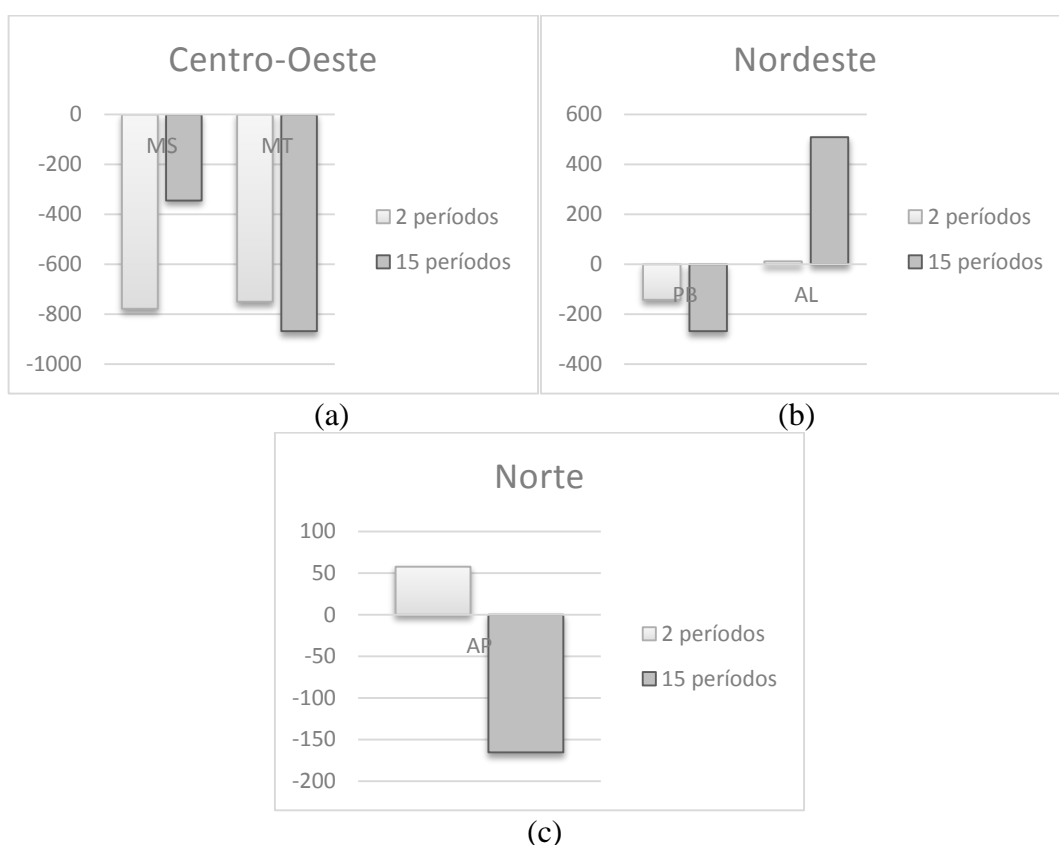 Centro-Oeste
0
-200
-400
-600
-800
-1000
MS
MT
2 períodos
15 períodos
(a)
Nordeste
600
400
200
0
-200
-400
PB
AL
2 períodos
15 períodos
(b)
Norte
100
50
0
-50
-100
-150
-200
AP
2 períodos
15 períodos
(c)